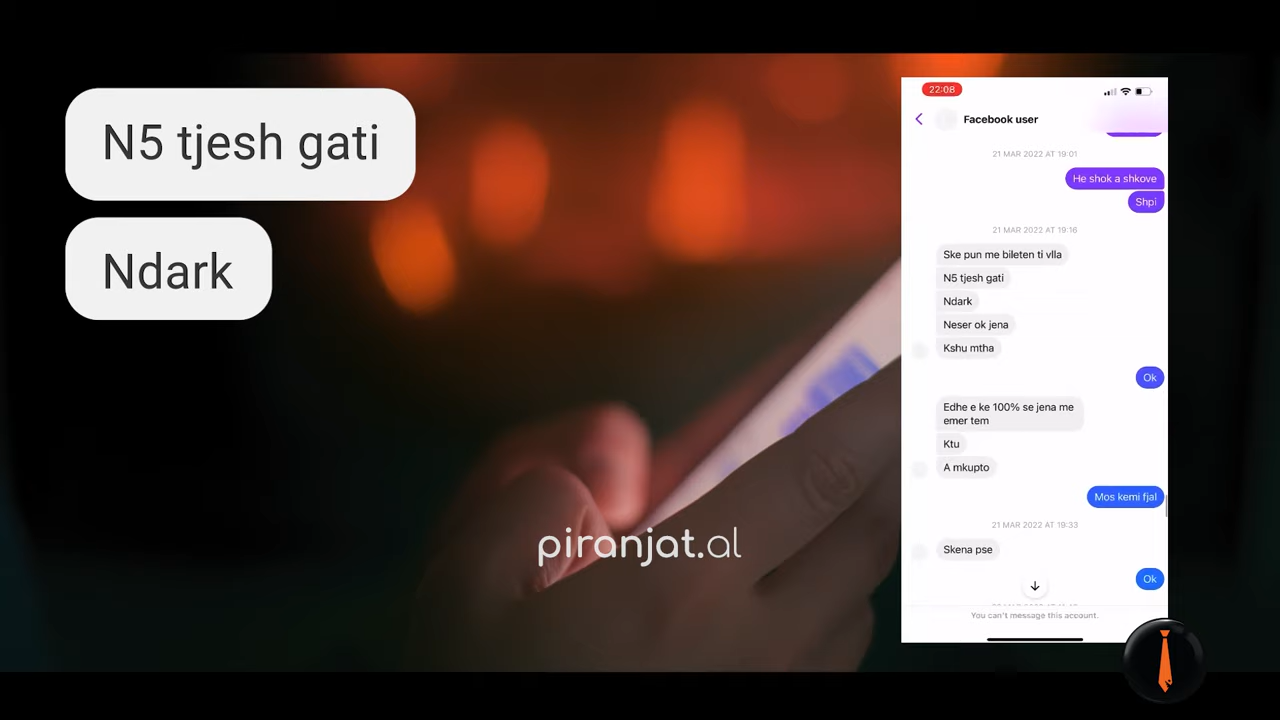 N5 tjesh gati
Ndark
piranjat.al
22:08
Facebook user
21 MAR 2022 AT 19:01
He shok a shkove
Shpi
21 MAR 2022 AT 19:16
Ske pun me bileten ti vlla
N5 tjesh gati
Ndark
Neser ok jena
Kshu mtha
Ok
Edhe e ke 100% se jena me
emer tem
Ktu
A mkupto
Mos kemi fjal
21 MAR 2022 AT 19:33
Skena pse
Ok
You can't message this account.